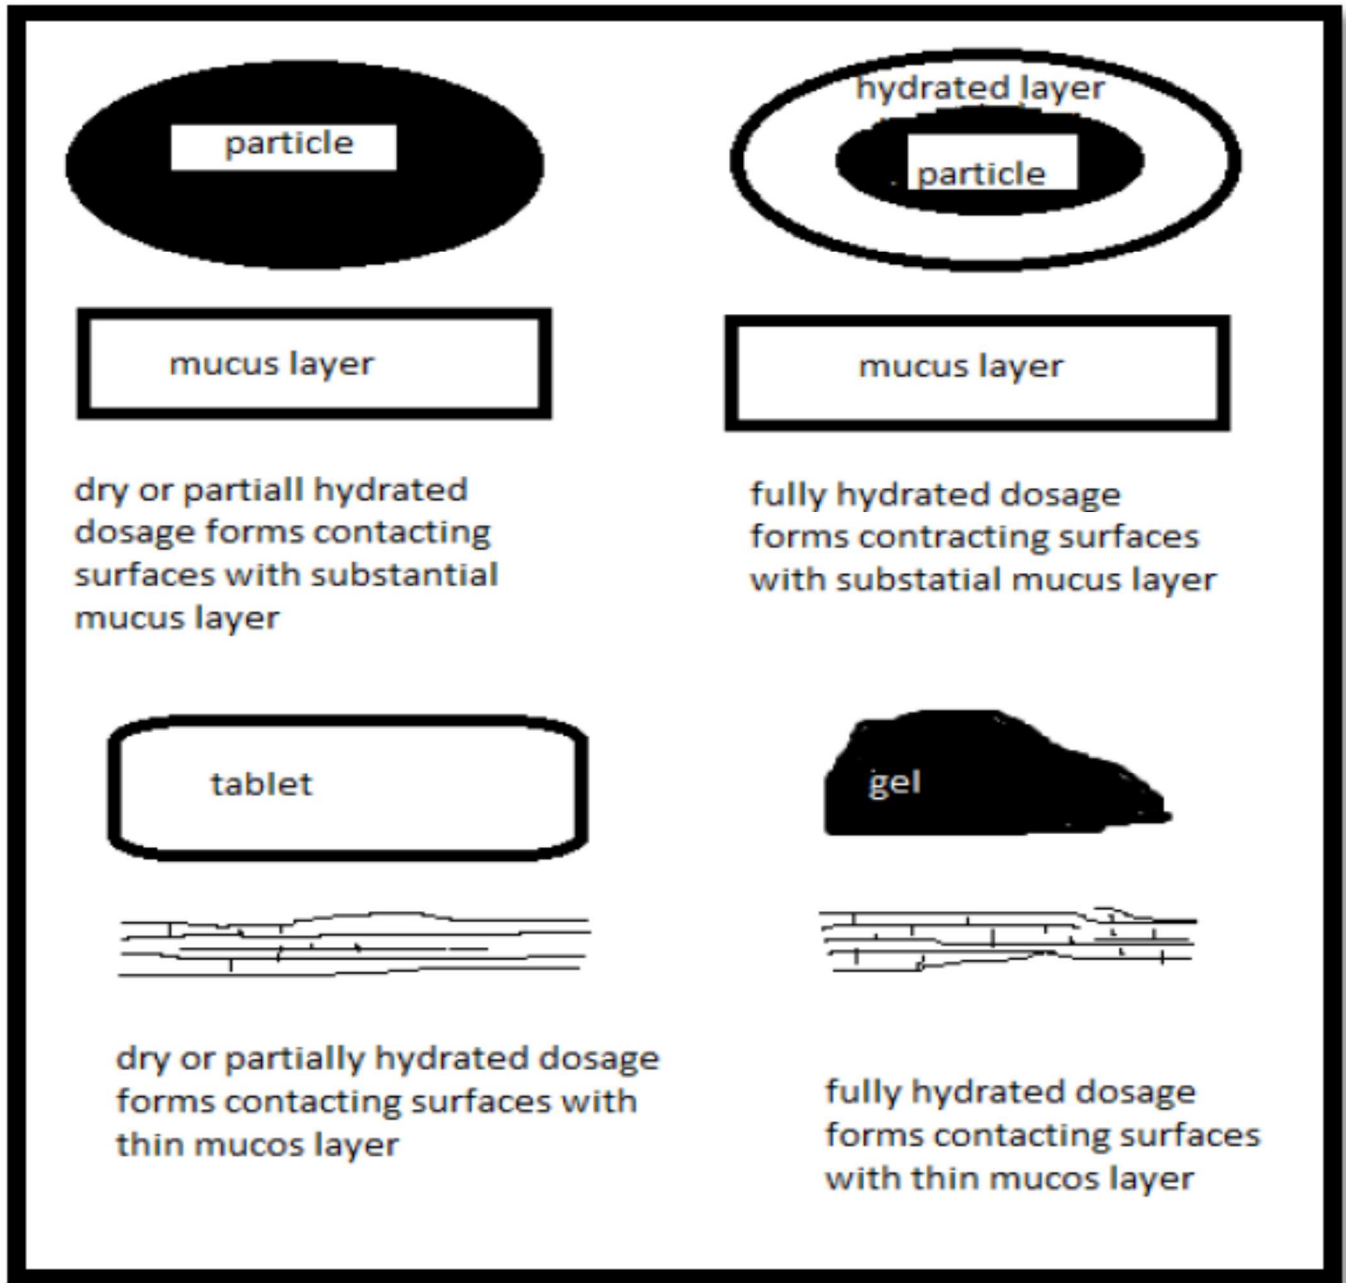 particle
hydrated layer
particle
mucus layer
mucus layer
dry or partiall hydrated
dosage forms contacting
surfaces with substantial
mucus layer
fully hydrated dosage
forms contracting surfaces
with substatial mucus layer
tablet
gel
dry or partially hydrated dosage
forms contacting surfaces with
thin mucos layer
fully hydrated dosage
forms contacting surfaces
with thin mucos layer